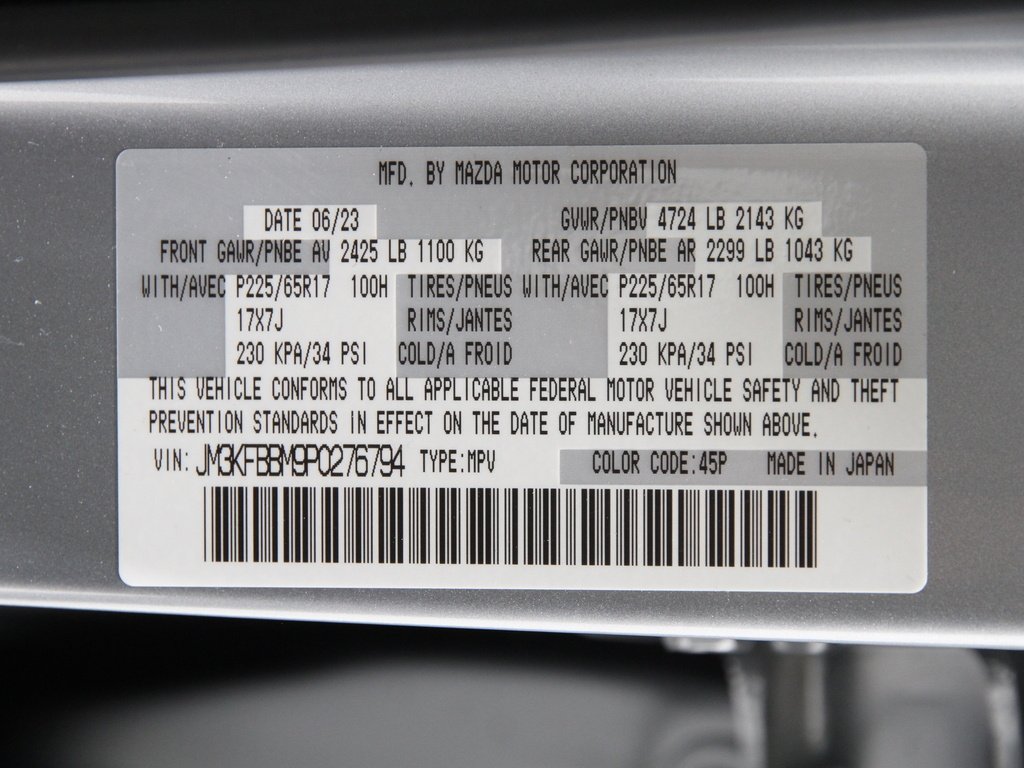 MFD. BY MAZDA MOTOR CORPORATION
DATE 06/23 GVWR/PNBV 4724 LB 2143 KG
FRONT GAWR/PNBE AV 2425 LB 1100 KG REAR GAWR/PNBE AR 2299 LB 1043 KG
WITH/AVEC P225/65R17 100H TIRES/PNEUS WITH/AVEC P225/65R17 100H TIRES/PNEUS
17X7J RIMS/JANTES 17X7J RIMS/JANTES
230 KPA/34 PSI COLD/A FROID 230 KPA/34 PSI COLD/A FROID
THIS VEHICLE CONFORMS TO ALL APPLICABLE FEDERAL MOTOR VEHICLE SAFETY AND THEFT
PREVENTION STANDARDS IN EFFECT ON THE DATE OF MANUFACTURE SHOWN ABOVE.
VIN: JM3KFBBM9P0276794 TYPE:MPV COLOR CODE:45P MADE IN JAPAN